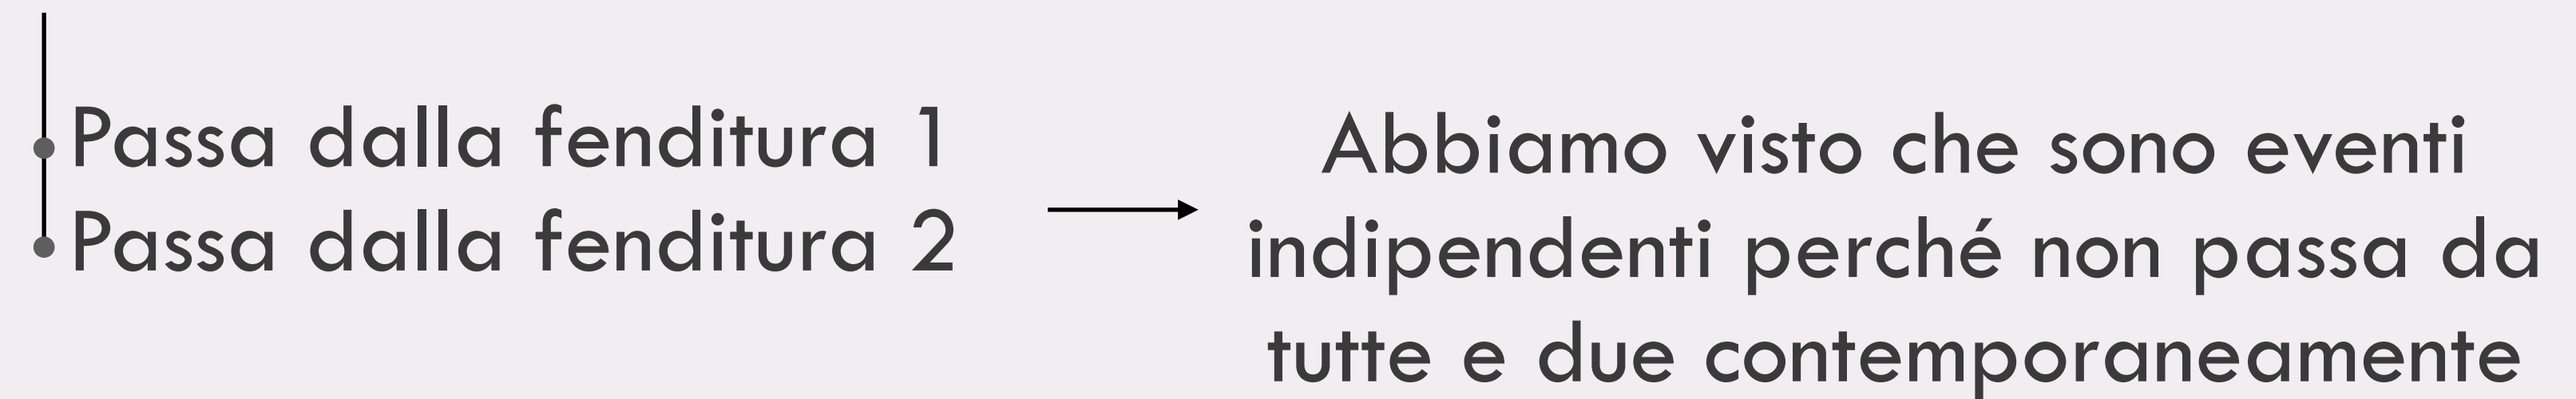 Passa dalla fenditura 1
Passa dalla fenditura 2
Abbiamo visto che sono eventi
indipendenti perché non passa da
tutte e due contemporaneamente